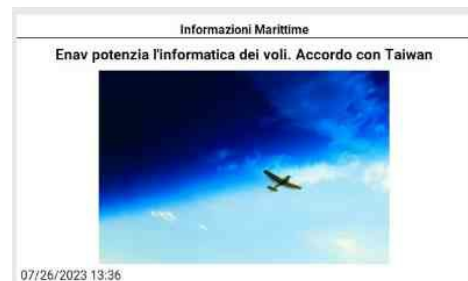 Informazioni Marittime
Enav potenzia l'informatica dei voli. Accordo con Taiwan
07/26/2023 13:36